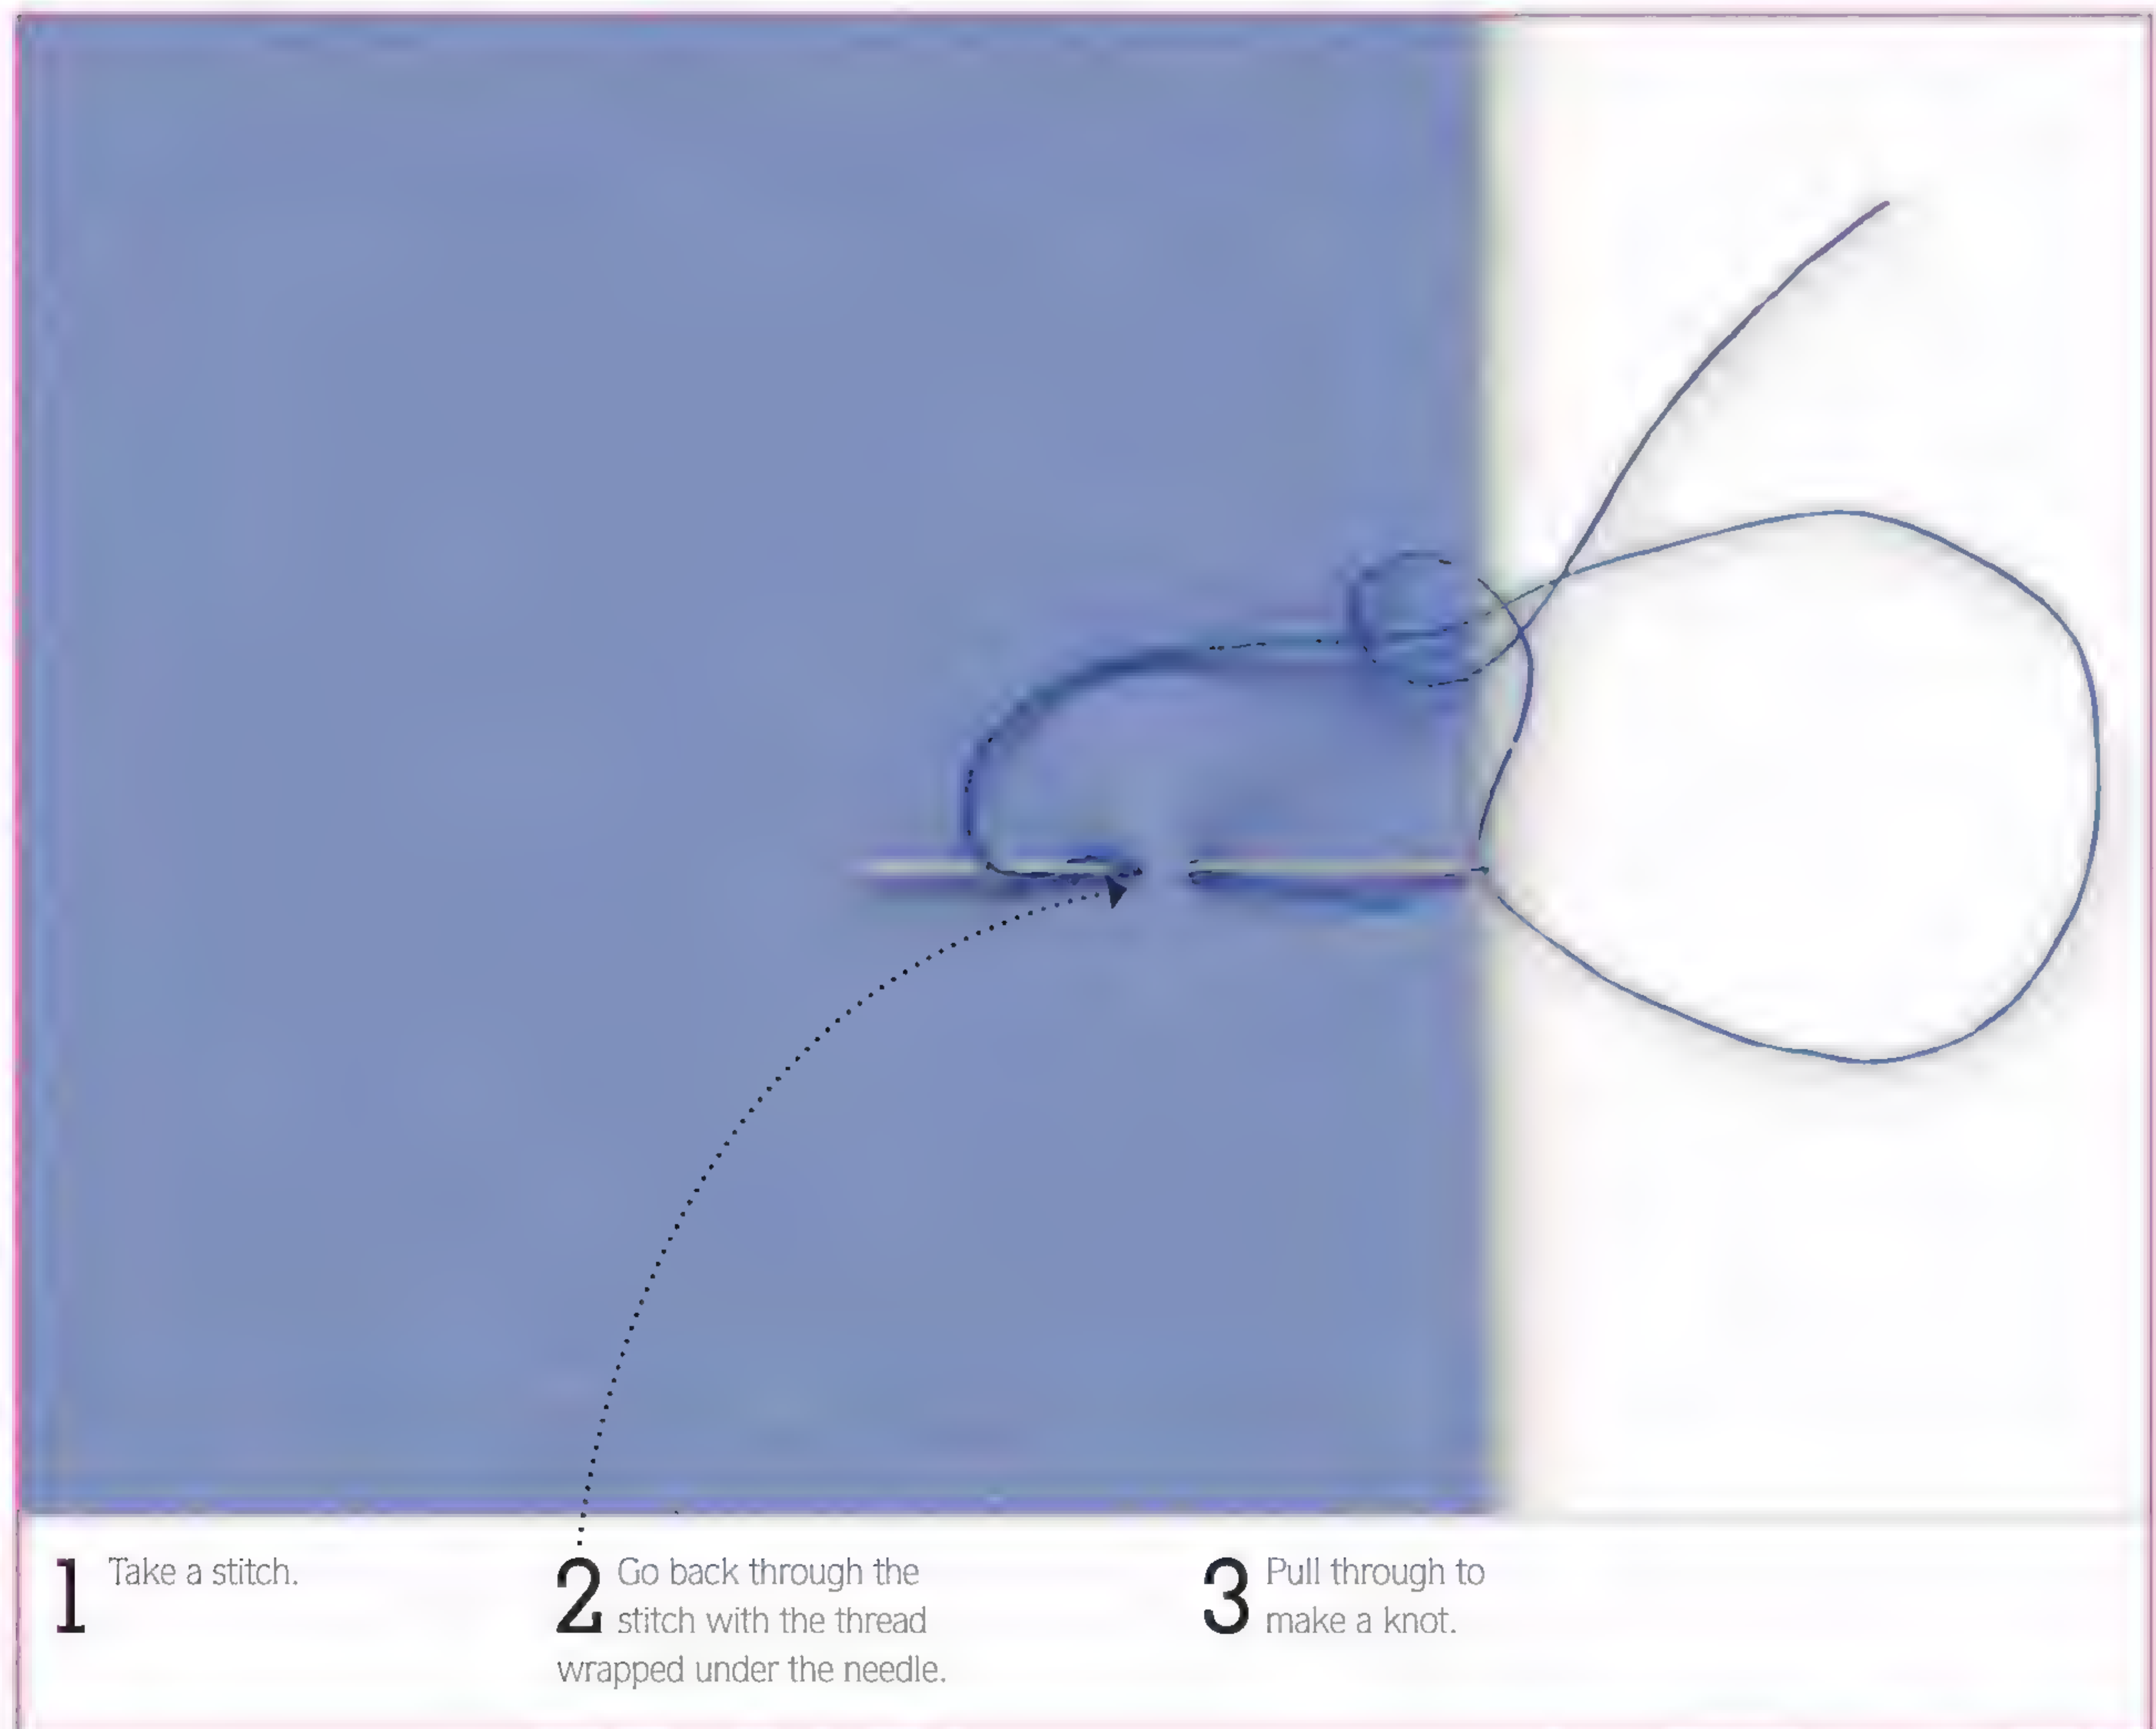 1 Take a stitch.
2 Go back through the
stitch with the thread
wrapped under the needle.
3 Pull through to
make a knot.